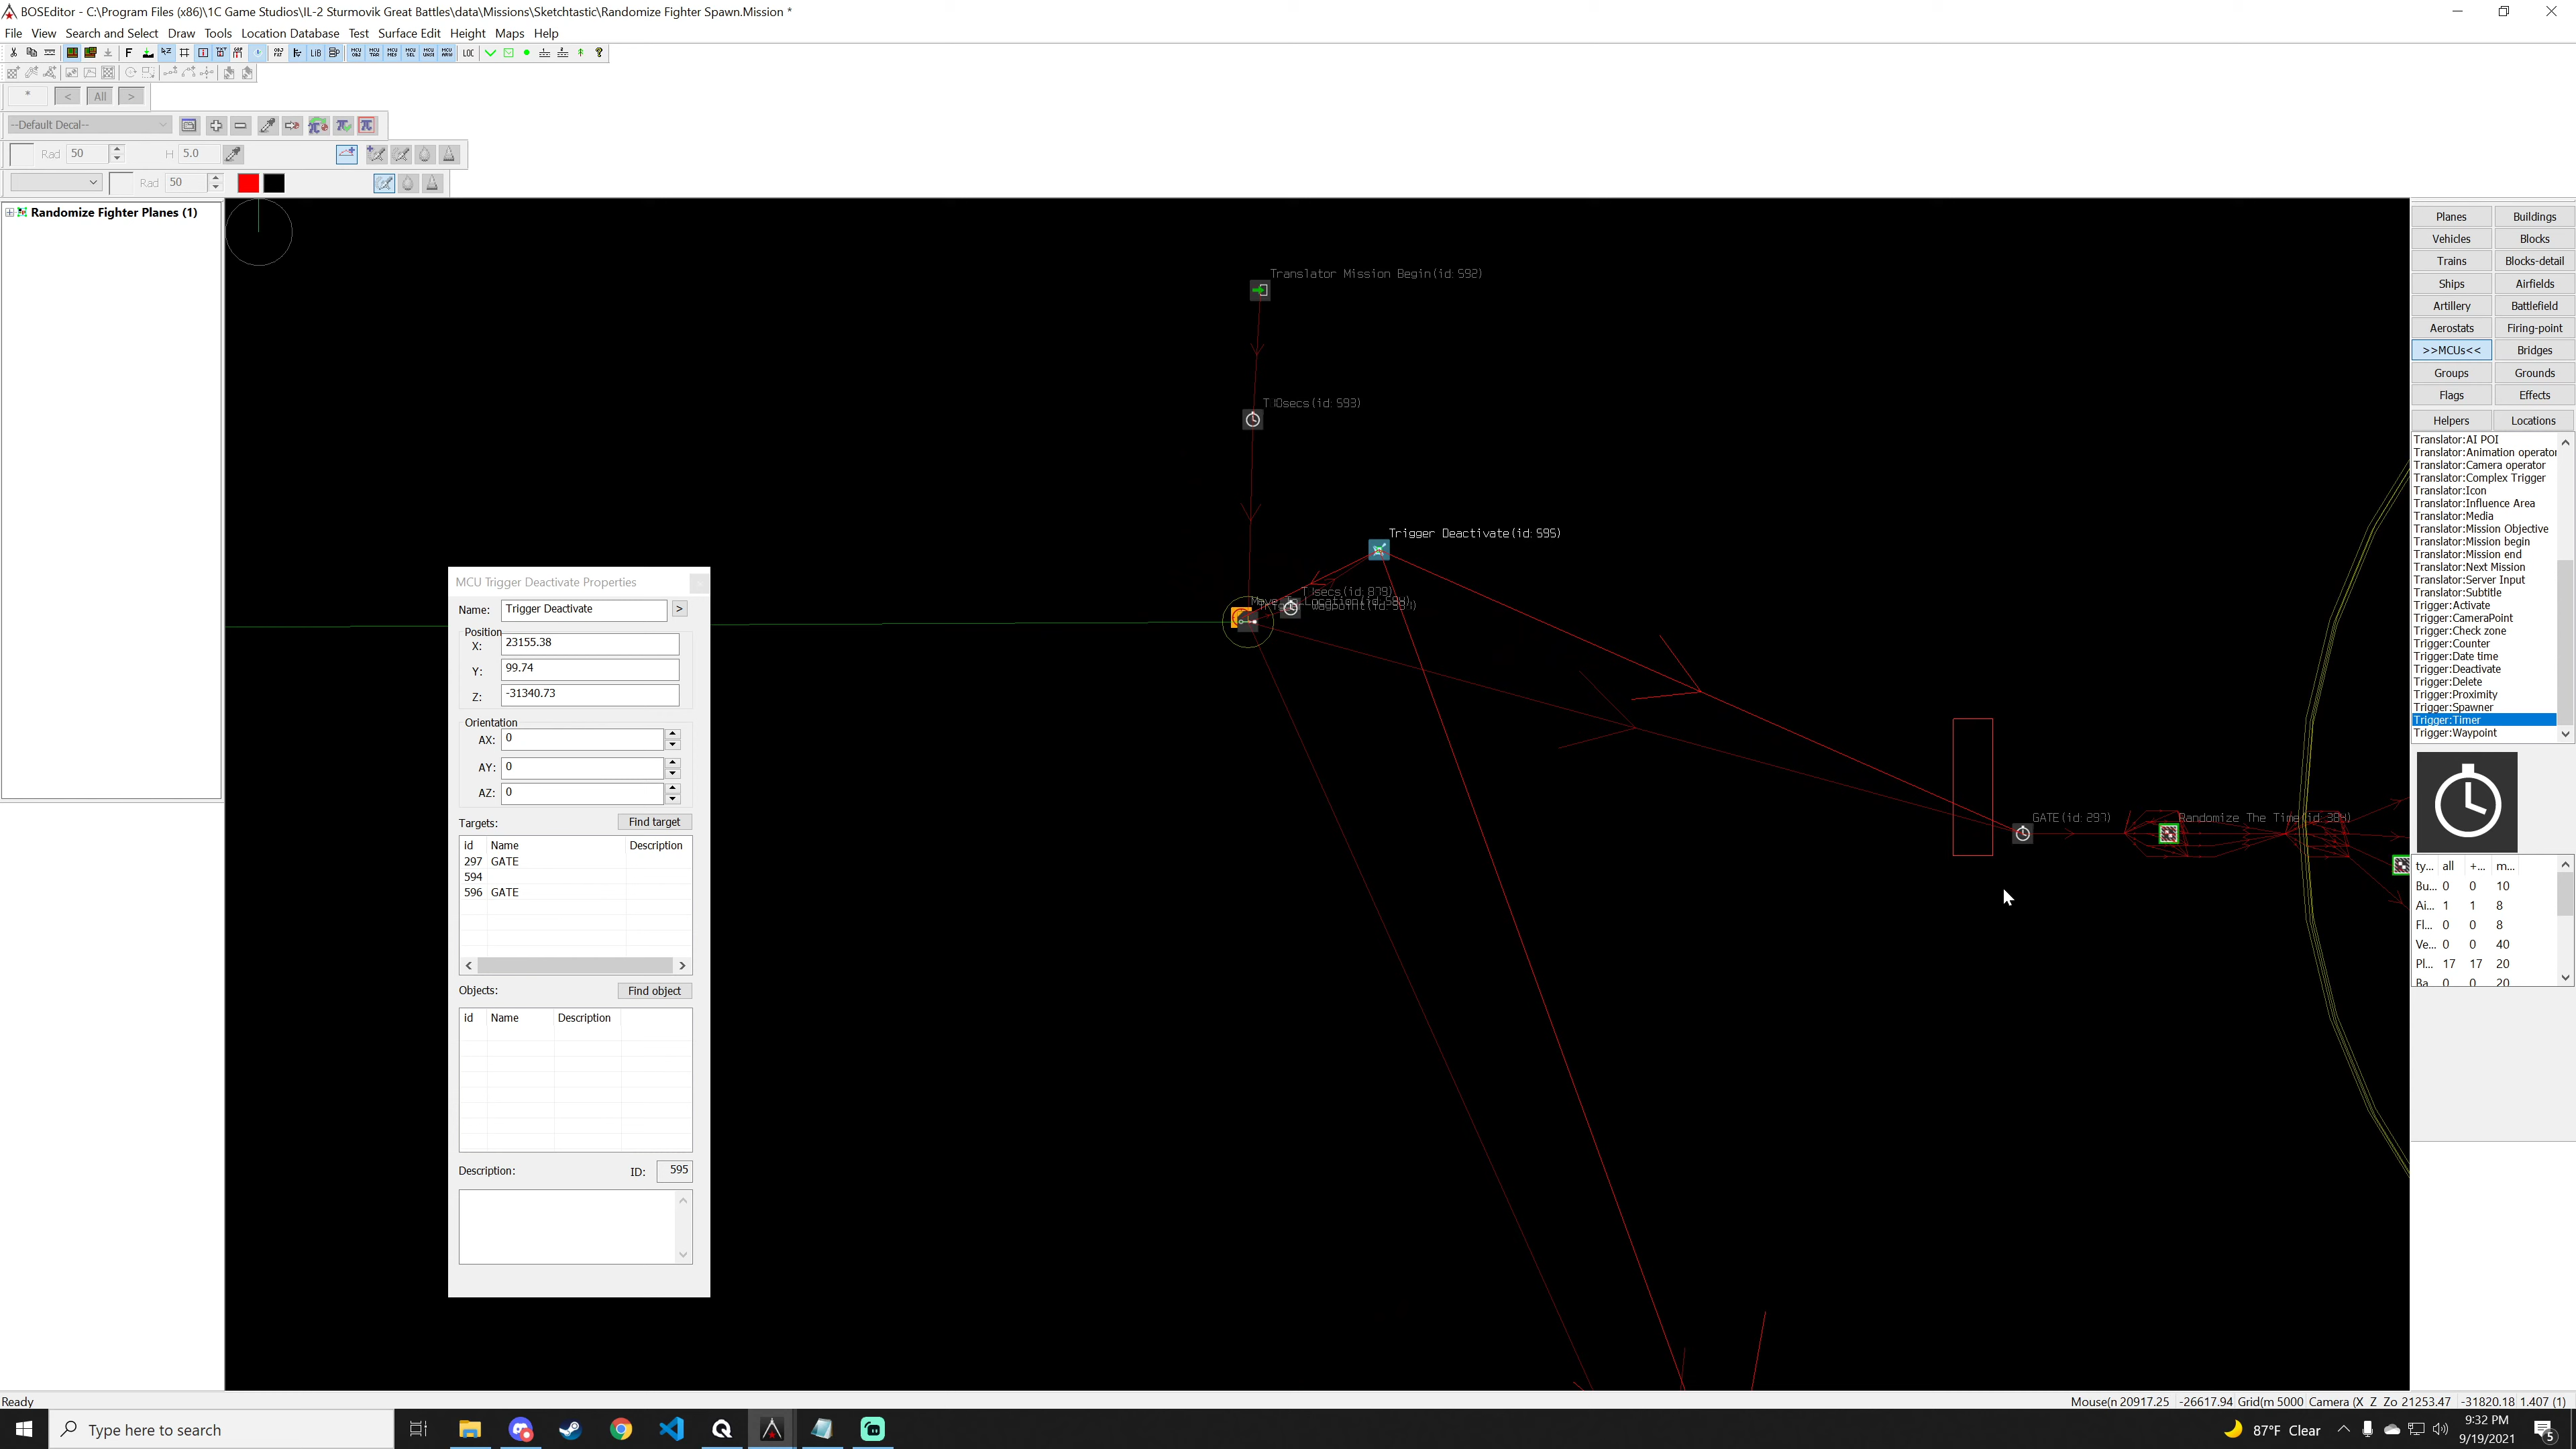 BOSEditor - C:\Program Files (x86)\1C Game Studios\IL-2 Sturmovik Great Battles\data\Missions\Sketchtastic\Randomize Fighter Spawn.Mission *
File View Search and Select Draw Tools Location Database Test Surface Edit Height Maps Help
* < All >
--Default Decal--
Rad 50 H 5.0
Rad 50
Randomize Fighter Planes (1)
Translator Mission Begin(id: 592)
(id: 593)
Trigger Deactivate(id: 595)
GATE(id: 297)
Randomize The Time(id: 384)
MCU Trigger Deactivate Properties
Name: Trigger Deactivate >
Position
X: 23155.38
Y: 99.74
Z: -31340.73
Orientation
AX: 0
AY: 0
AZ: 0
Targets: Find target
id Name Description
297 GATE
594
596 GATE
Objects: Find object
id Name Description
Description: ID: 595
Planes Buildings
Vehicles Blocks
Trains Blocks-detail
Ships Airfields
Artillery Battlefield
Aerostats Firing-point
>>MCUs<< Bridges
Groups Grounds
Flags Effects
Helpers Locations
Translator:AI POI
Translator:Animation operator
Translator:Camera operator
Translator:Complex Trigger
Translator:Icon
Translator:Influence Area
Translator:Media
Translator:Mission Objective
Translator:Mission begin
Translator:Mission end
Translator:Next Mission
Translator:Server Input
Translator:Subtitle
Trigger:Activate
Trigger:CameraPoint
Trigger:Check zone
Trigger:Counter
Trigger:Date time
Trigger:Deactivate
Trigger:Delete
Trigger:Proximity
Trigger:Spawner
Trigger:Timer
Trigger:Waypoint
ty... all +... m...
Bu... 0 0 10
Ai... 1 1 8
Fl... 0 0 8
Ve... 0 0 40
Pl... 17 17 20
Ba 0 0 20
Ready
Mouse(n 20917.25 -26617.94 Grid(m 5000 Camera (X Z Zo 21253.47 -31820.18 1.407 (1)
Type here to search
87°F Clear
9:32 PM
9/19/2021
5